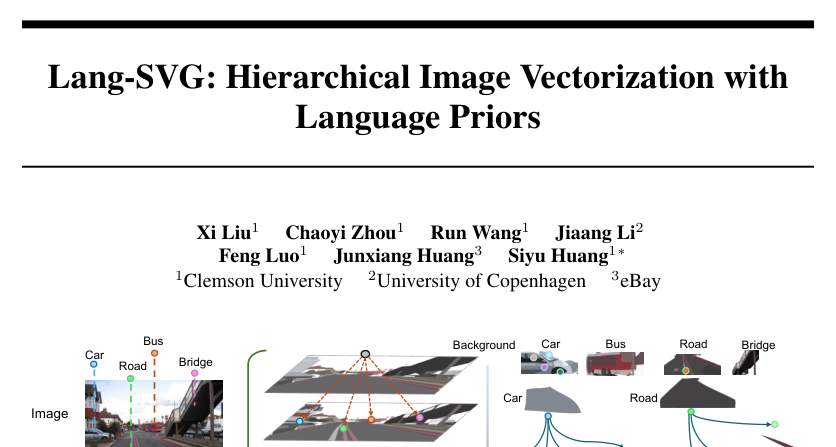 Lang-SVG: Hierarchical Image Vectorization with
Language Priors
Xi Liu¹ Chaoyi Zhou¹ Run Wang¹ Jiaang Li²
Feng Luo¹ Junxiang Huang³ Siyu Huang¹*
¹Clemson University ²University of Copenhagen ³eBay
Bus
Car
Road
Bridge
Image
Background
Car
Bus
Road
Bridge
Car
Road